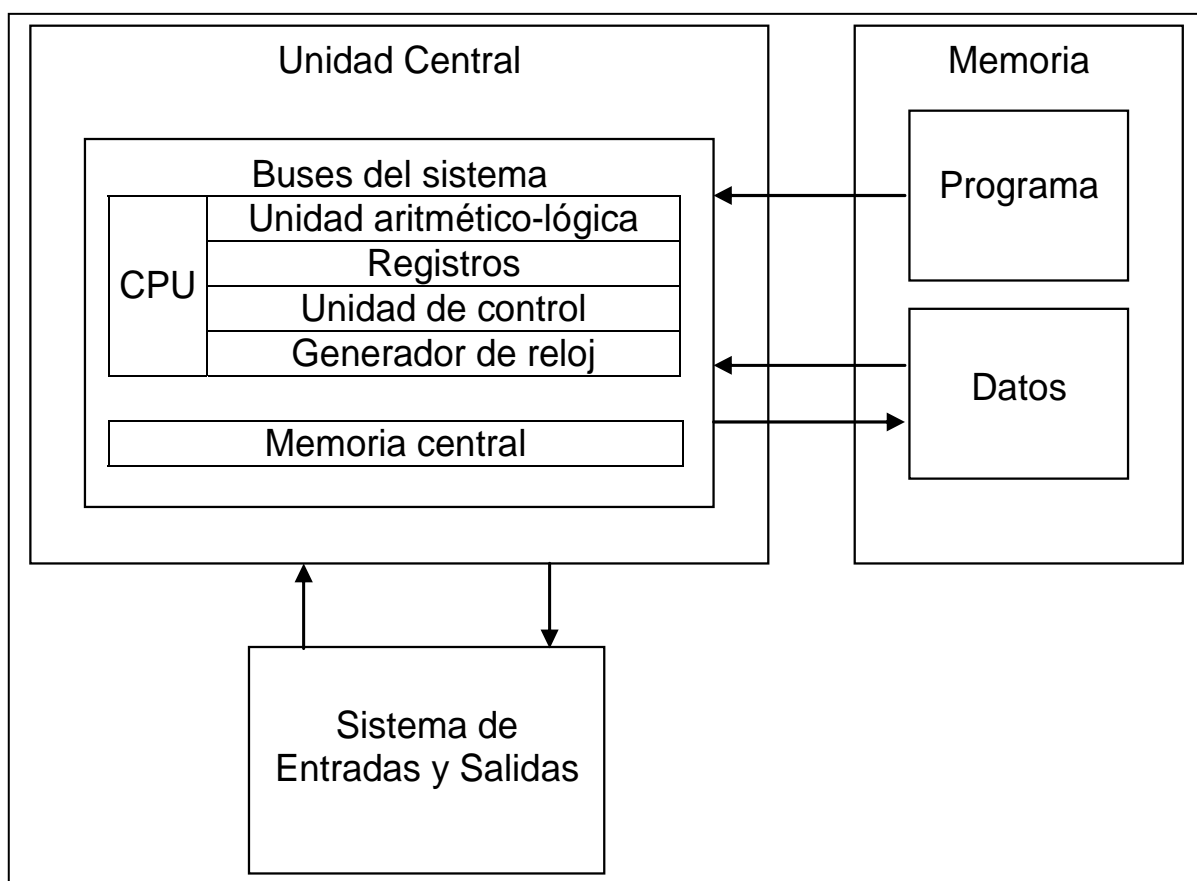 Unidad Central
Buses del sistema
CPU
Unidad aritmético-lógica
Registros
Unidad de control
Generador de reloj
Memoria central
Memoria
Programa
Datos
Sistema de
Entradas y Salidas